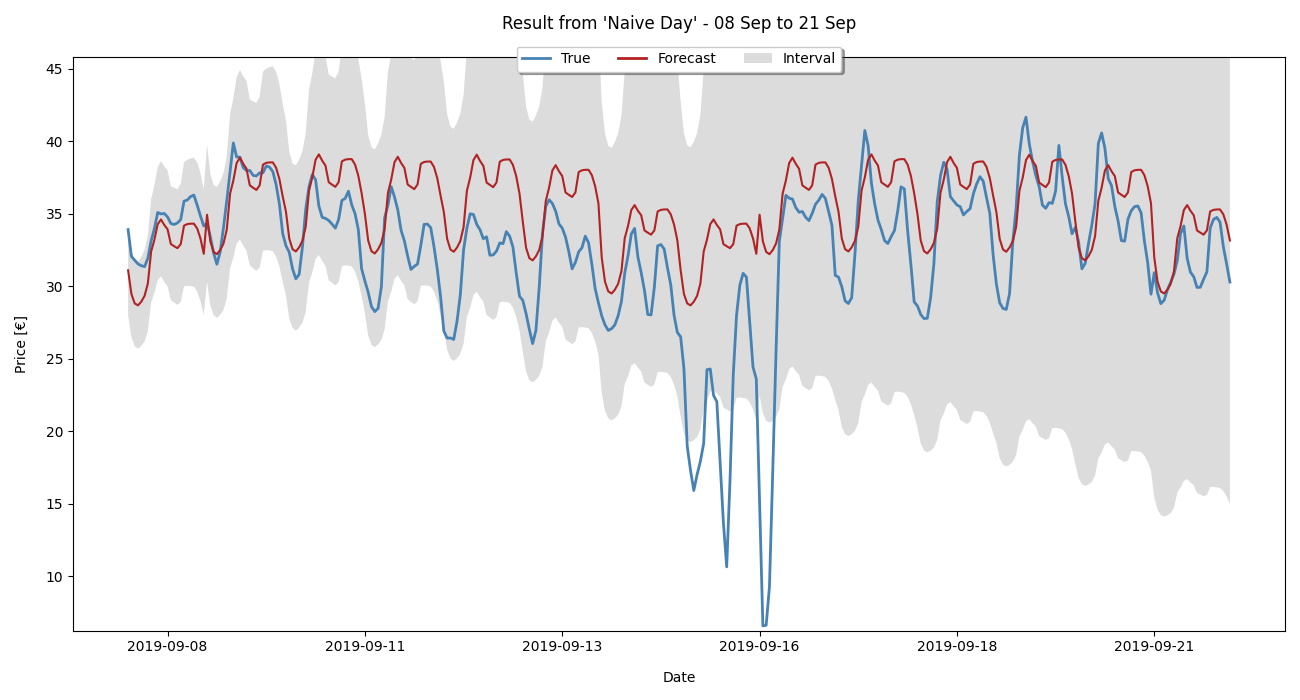 Result from 'Naive Day' - 08 Sep to 21 Sep
True Forecast Interval
45
40
35
30
25
20
15
10
Price [€]
2019-09-08 2019-09-11 2019-09-13 2019-09-16 2019-09-18 2019-09-21
Date